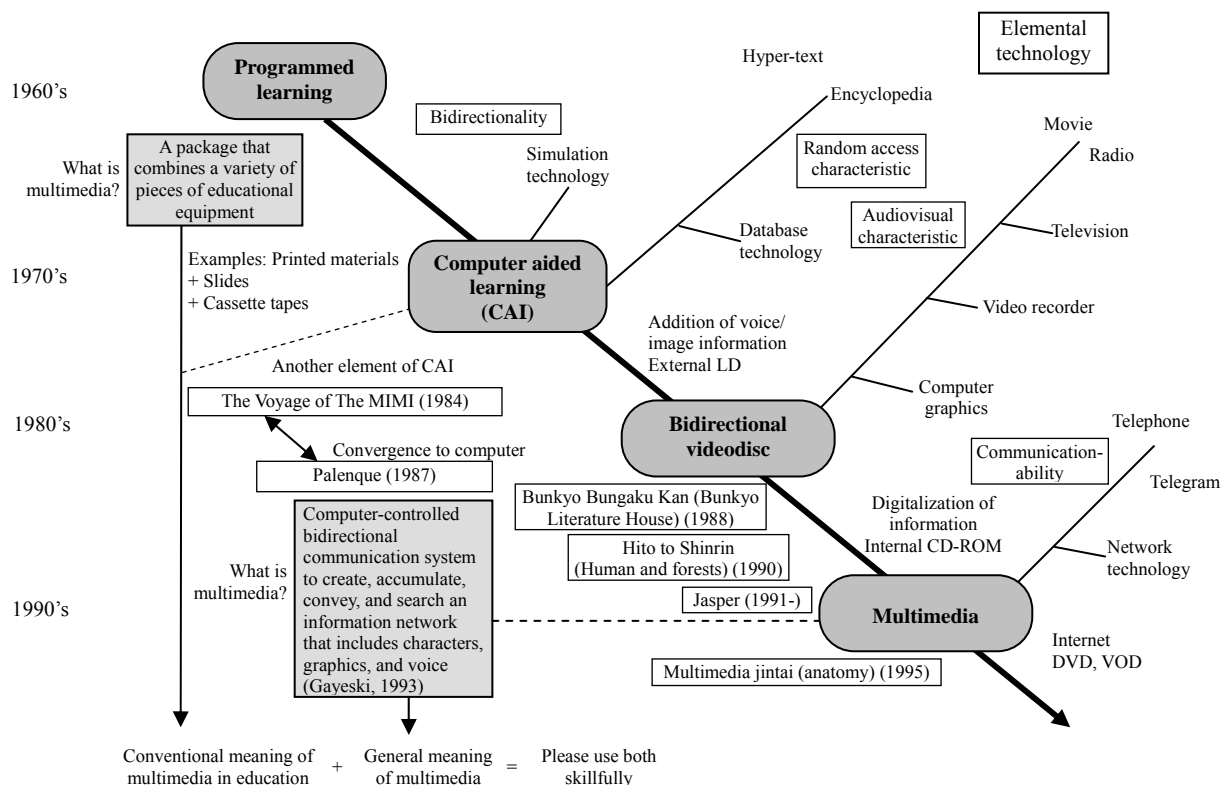 Elemental
technology
Hyper-text
1960's
Programmed
learning
Encyclopedia
Bidirectionality
Movie
Radio
What is
multimedia?
A package that
combines a variety of
pieces of educational
equipment
Simulation
technology
Random access
characteristic
Audiovisual
characteristic
Database
technology
Television
1970's
Examples: Printed materials
+ Slides
+ Cassette tapes
Computer aided
learning
(CAI)
Video recorder
Addition of voice/
image information
External LD
Another element of CAI
Computer
graphics
The Voyage of The MIMI (1984)
1980's
Bidirectional
videodisc
Telephone
Convergence to computer
Communication-
ability
Palenque (1987)
Telegram
Bunkyo Bungaku Kan (Bunkyo
Literature House) (1988)
Digitalization of
information
Internal CD-ROM
Hito to Shinrin
(Human and forests) (1990)
Network
technology
What is
multimedia?
Computer-controlled
bidirectional
communication system
to create, accumulate,
convey, and search an
information network
that includes characters,
graphics, and voice
(Gayeski, 1993)
1990's
Jasper (1991-)
Multimedia
Internet
DVD, VOD
Multimedia jintai (anatomy) (1995)
Conventional meaning of
multimedia in education
+
General meaning
of multimedia
=
Please use both
skillfully